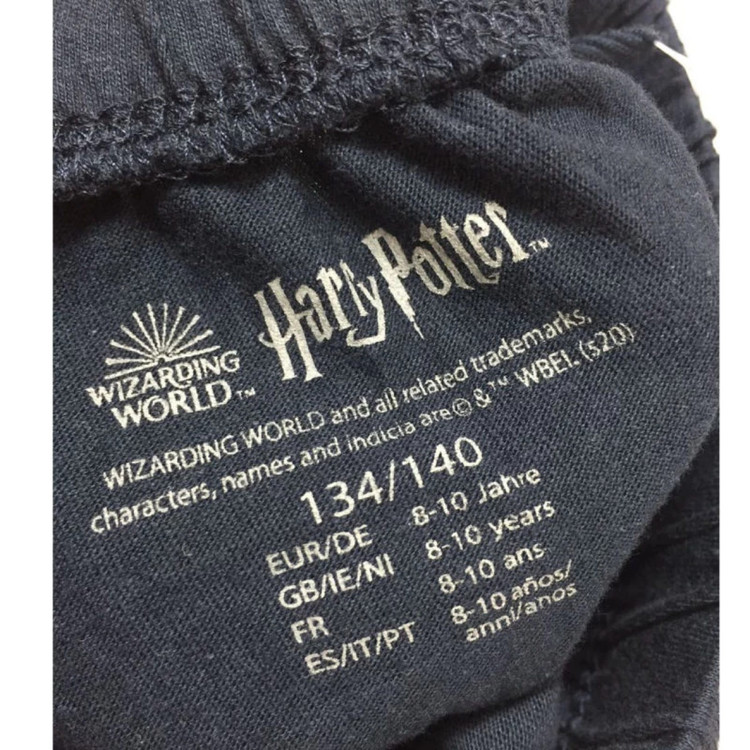 Harry Potter™
WIZARDING
WORLD™
WIZARDING WORLD and all related trademarks,
characters, names and indicia are © & ™ WBEI. (s20)
134/140
EUR/DE 8-10 Jahre
GB/IE/NI 8-10 years
FR 8-10 ans
ES/IT/PT 8-10 años/
anni/anos